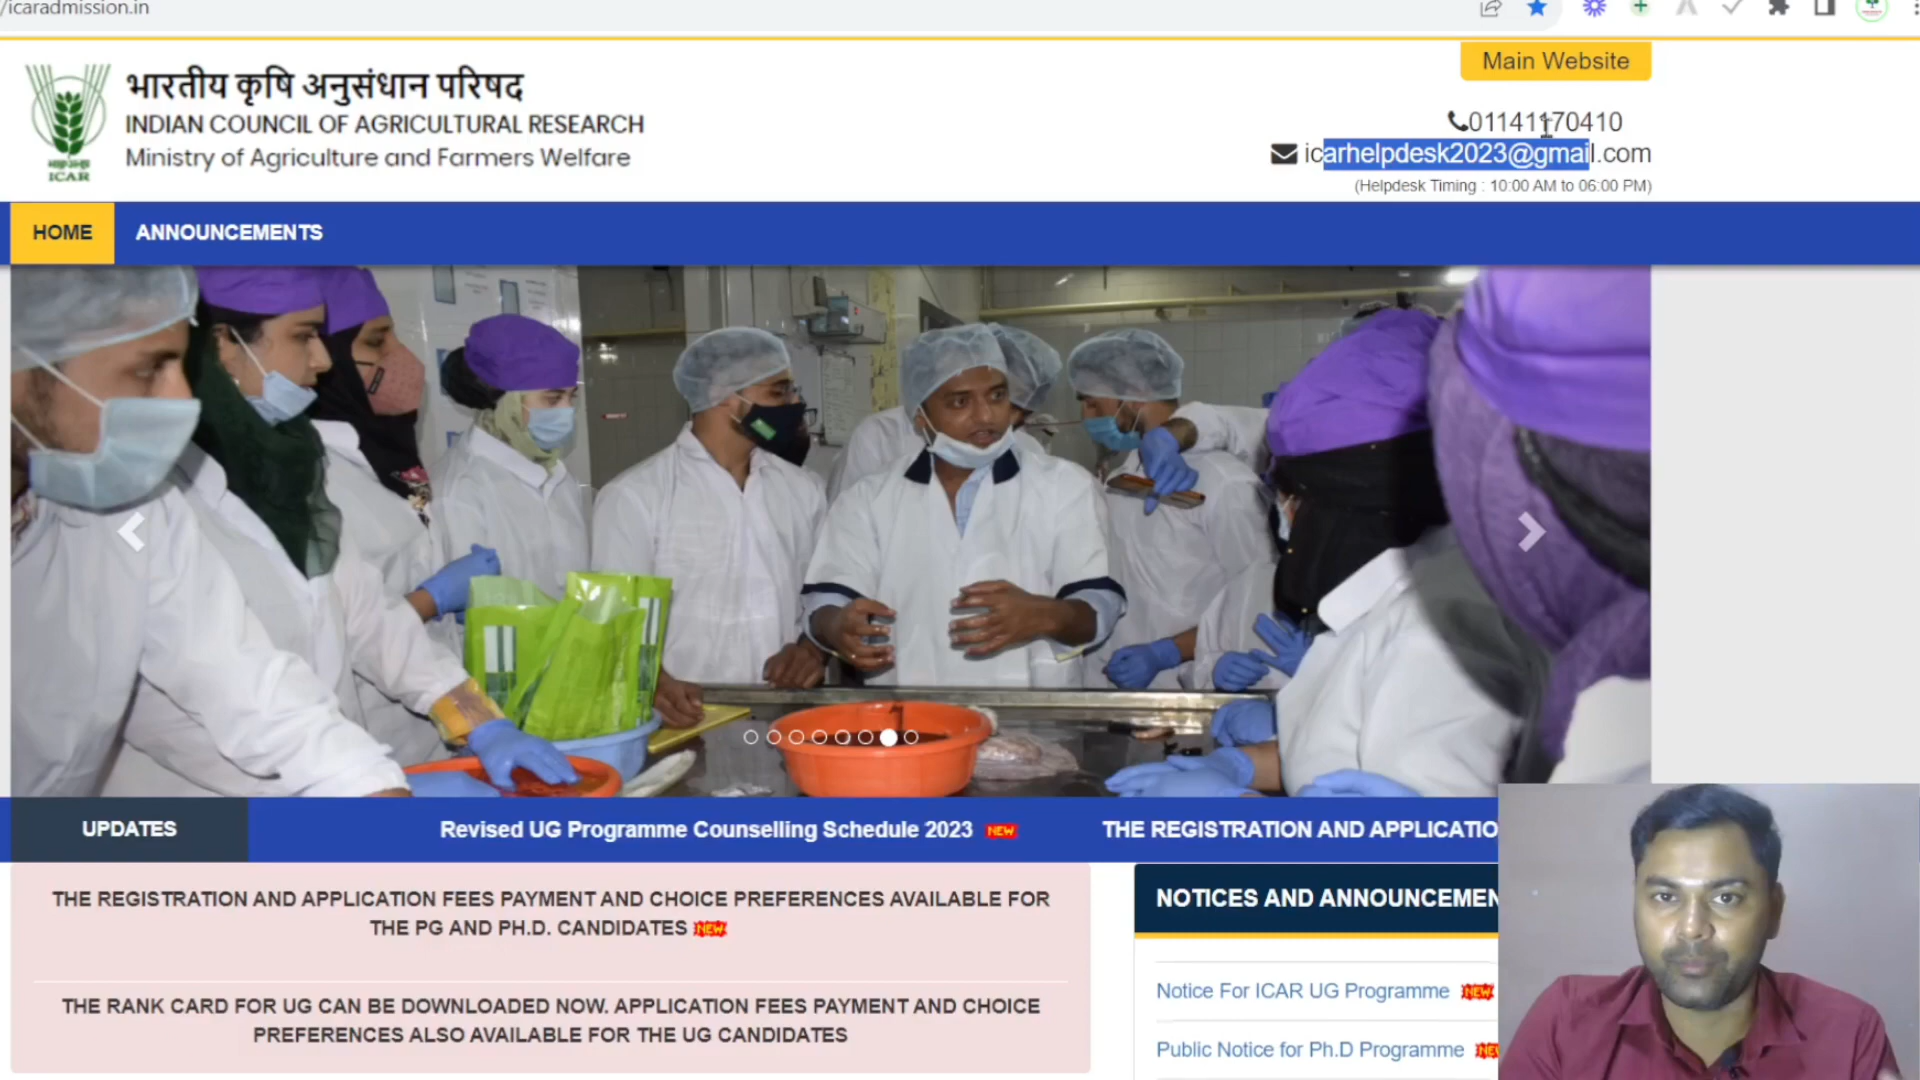 /icaradmission.in
Main Website
भारतीय कृषि अनुसंधान परिषद
INDIAN COUNCIL OF AGRICULTURAL RESEARCH
Ministry of Agriculture and Farmers Welfare
ICAR
01141170410
icarhelpdesk2023@gmail.com
(Helpdesk Timing : 10:00 AM to 06:00 PM)
HOME ANNOUNCEMENTS
UPDATES Revised UG Programme Counselling Schedule 2023 NEW THE REGISTRATION AND APPLICATIO
THE REGISTRATION AND APPLICATION FEES PAYMENT AND CHOICE PREFERENCES AVAILABLE FOR
THE PG AND PH.D. CANDIDATES NEW
THE RANK CARD FOR UG CAN BE DOWNLOADED NOW. APPLICATION FEES PAYMENT AND CHOICE
PREFERENCES ALSO AVAILABLE FOR THE UG CANDIDATES
NOTICES AND ANNOUNCEMEN
Notice For ICAR UG Programme NEW
Public Notice for Ph.D Programme NE